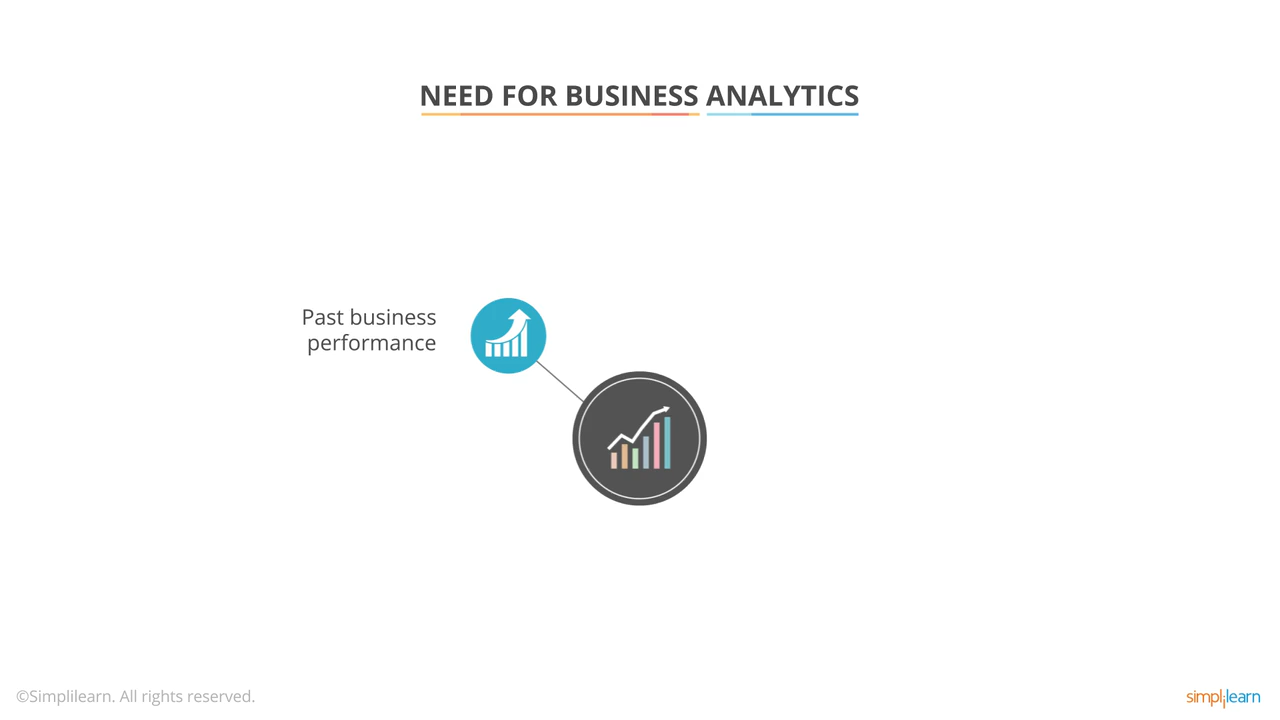 NEED FOR BUSINESS ANALYTICS
Past business
performance
©Simplilearn. All rights reserved.
simplilearn